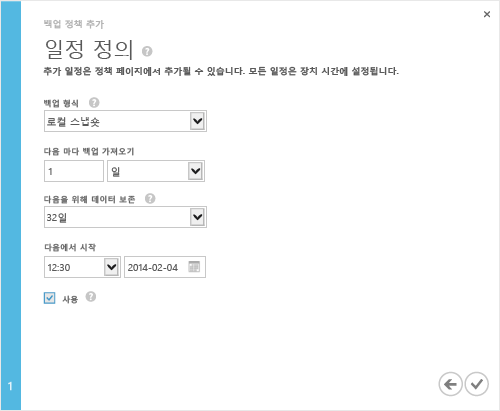 백업 정책 추가
일정 정의 ?
추가 일정은 정책 페이지에서 추가될 수 있습니다. 모든 일정은 장치 시간에 설정됩니다.
백업 형식 ?
로컬 스냅숏
다음 마다 백업 가져오기
1 일
다음을 위해 데이터 보존 ?
32일
다음에서 시작
12:30 2014-02-04
사용 ?
1